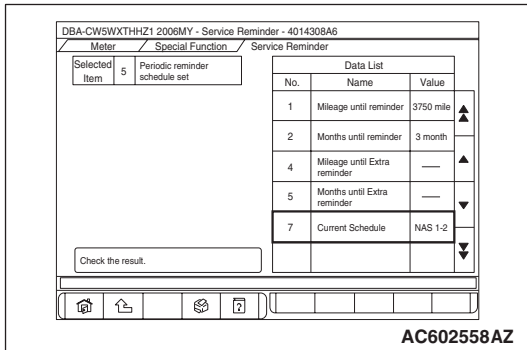 DBA-CW5WXTHHZ1 2006MY - Service Reminder - 4014308A6
Meter / Special Function / Service Reminder
Selected Item 5 Periodic reminder schedule set
Data List
No. Name Value
1 Mileage until reminder 3750 mile
2 Months until reminder 3 month
4 Mileage until Extra reminder —
5 Months until Extra reminder —
7 Current Schedule NAS 1-2
Check the result.
?
AC602558AZ